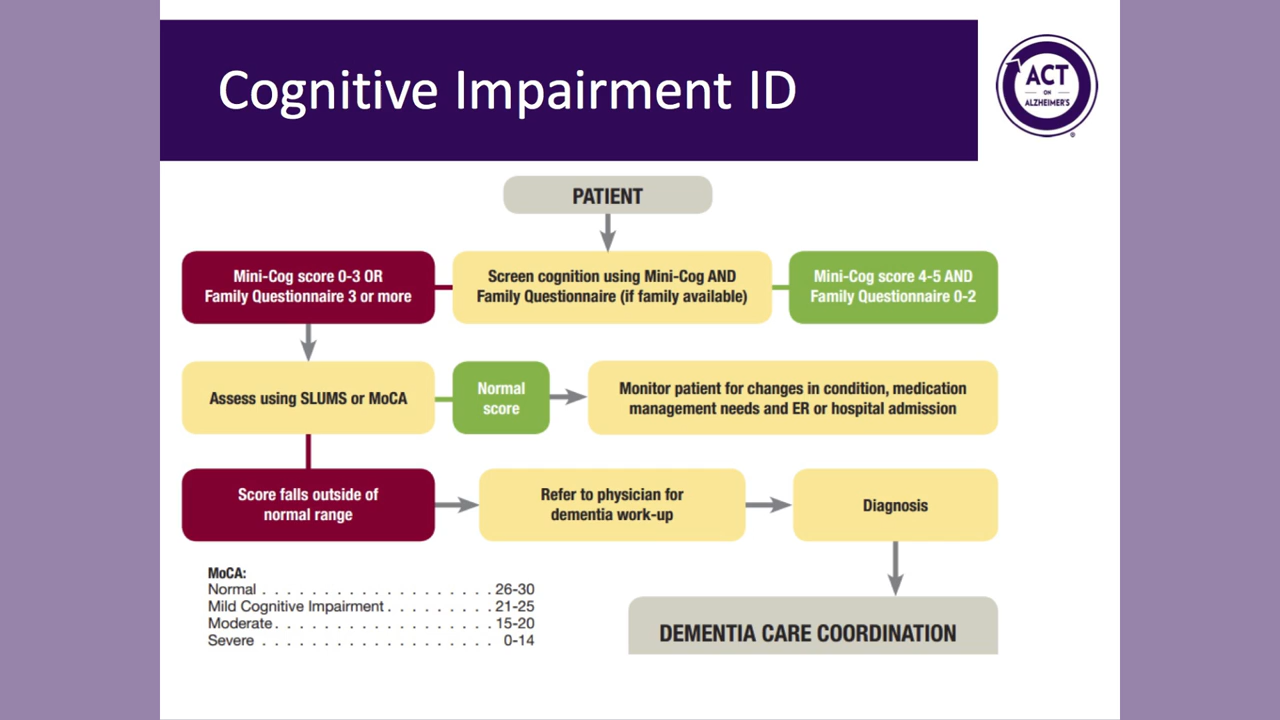 Cognitive Impairment ID
ACT
ON
ALZHEIMER'S
®
PATIENT
Mini-Cog score 0-3 OR
Family Questionnaire 3 or more
Screen cognition using Mini-Cog AND
Family Questionnaire (if family available)
Mini-Cog score 4-5 AND
Family Questionnaire 0-2
Assess using SLUMS or MoCA
Normal
score
Monitor patient for changes in condition, medication
management needs and ER or hospital admission
Score falls outside of
normal range
Refer to physician for
dementia work-up
Diagnosis
MoCA:
Normal . . . . . . . . . . . . . . . . . . . . 26-30
Mild Cognitive Impairment . . . . . . . . . 21-25
Moderate . . . . . . . . . . . . . . . . . . . 15-20
Severe . . . . . . . . . . . . . . . . . . . . 0-14
DEMENTIA CARE COORDINATION